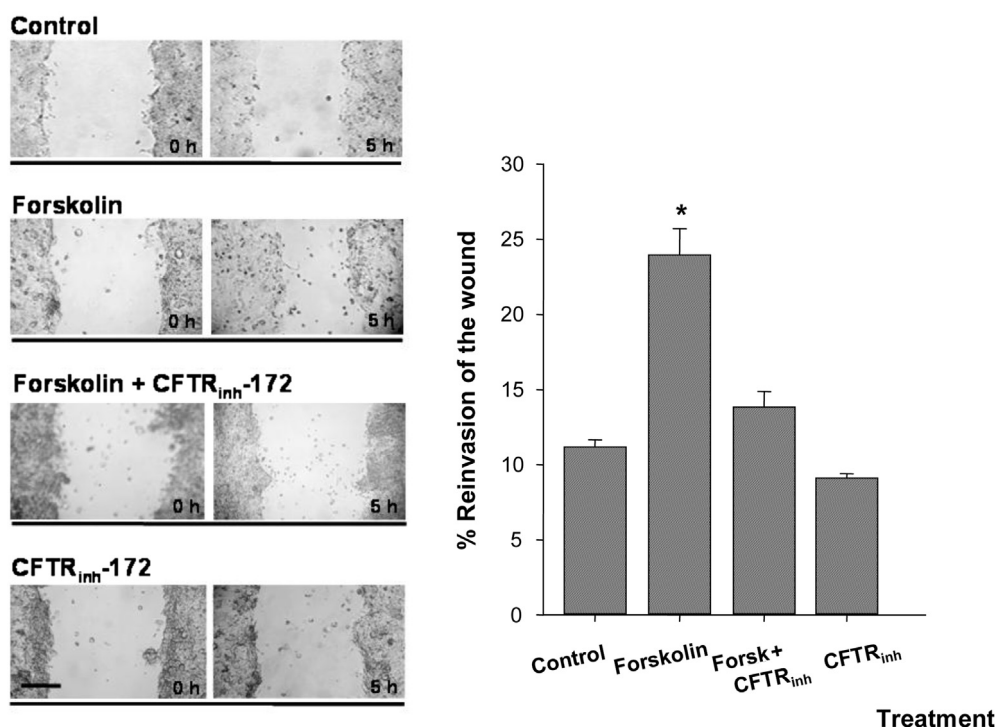 Control
0 h
5 h
Forskolin
0 h
5 h
Forskolin + CFTRinh-172
0 h
5 h
CFTRinh-172
0 h
5 h
% Reinvasion of the wound
30
25
20
15
10
5
0
*
Control
Forskolin
Forsk+
CFTRinh
CFTRinh
Treatment